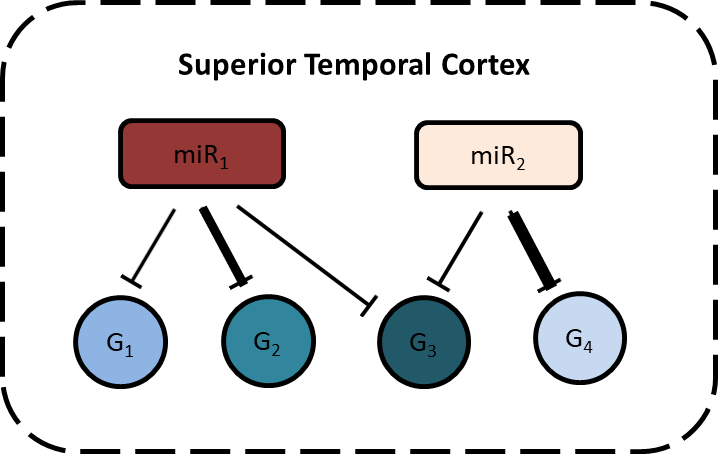 Superior Temporal Cortex
miR₁ miR₂
G₁ G₂ G₃ G₄